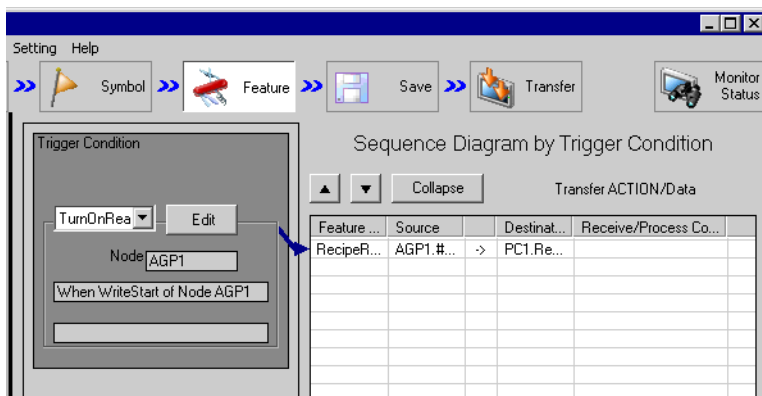 Setting Help
Symbol Feature Save Transfer Monitor Status
Trigger Condition
Sequence Diagram by Trigger Condition
Collapse Transfer ACTION/Data
TurnOnRea Edit
Feature ... Source Destinat... Receive/Process Co...
RecipeR... AGP1.#... -> PC1.Re...
Node AGP1
When WriteStart of Node AGP1